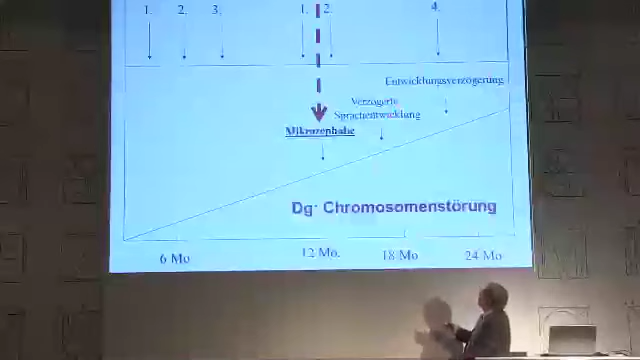 1. 2. 3. 1. 2. 4.
Entwicklungsverzögerung
Verzögerte
Sprachentwicklung
Mikrozephalie
Dg: Chromosomenstörung
6 Mo
12 Mo.
18 Mo
24 Mo